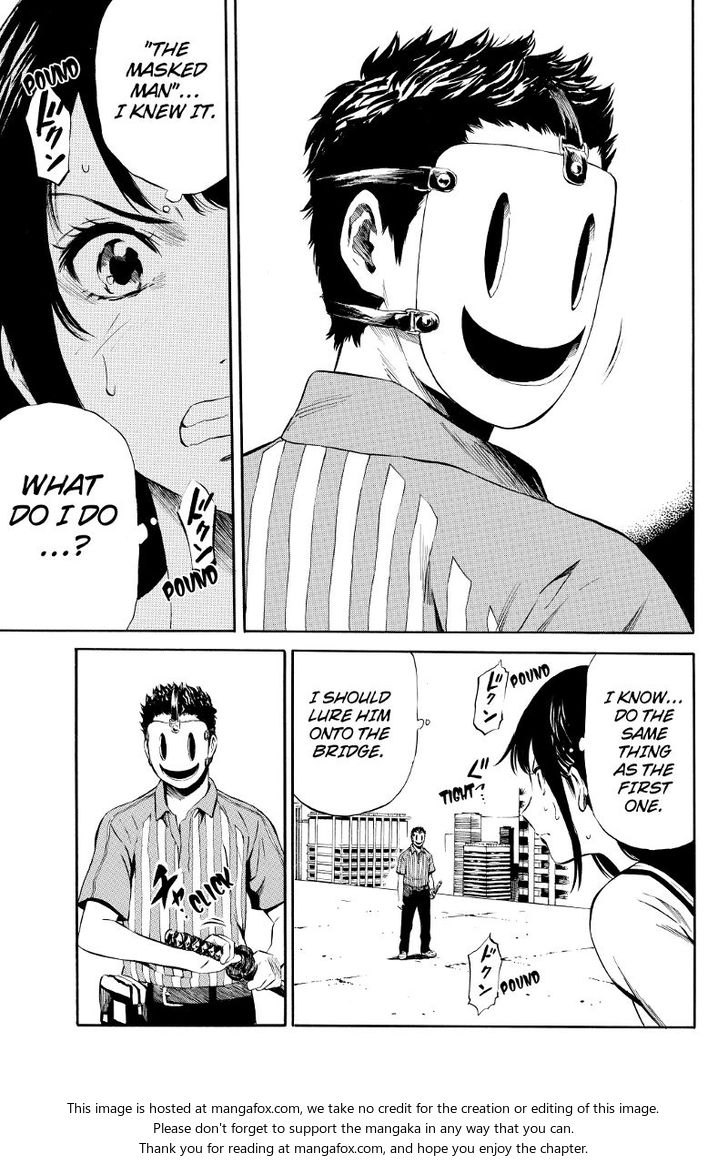 "THE
MASKED
MAN"...
I KNEW IT.
POUND
ドクン
WHAT
DO I DO
...?
ドクン
POUND
I KNOW...
DO THE
SAME
THING
AS THE
FIRST
ONE.
ドクン
POUND
I SHOULD
LURE HIM
ONTO THE
BRIDGE.
ぐ
TIGHT
ドクン
POUND
チャ
CLICK
This image is hosted at mangafox.com, we take no credit for the creation or editing of this image.
Please don't forget to support the mangaka in any way that you can.
Thank you for reading at mangafox.com, and hope you enjoy the chapter.